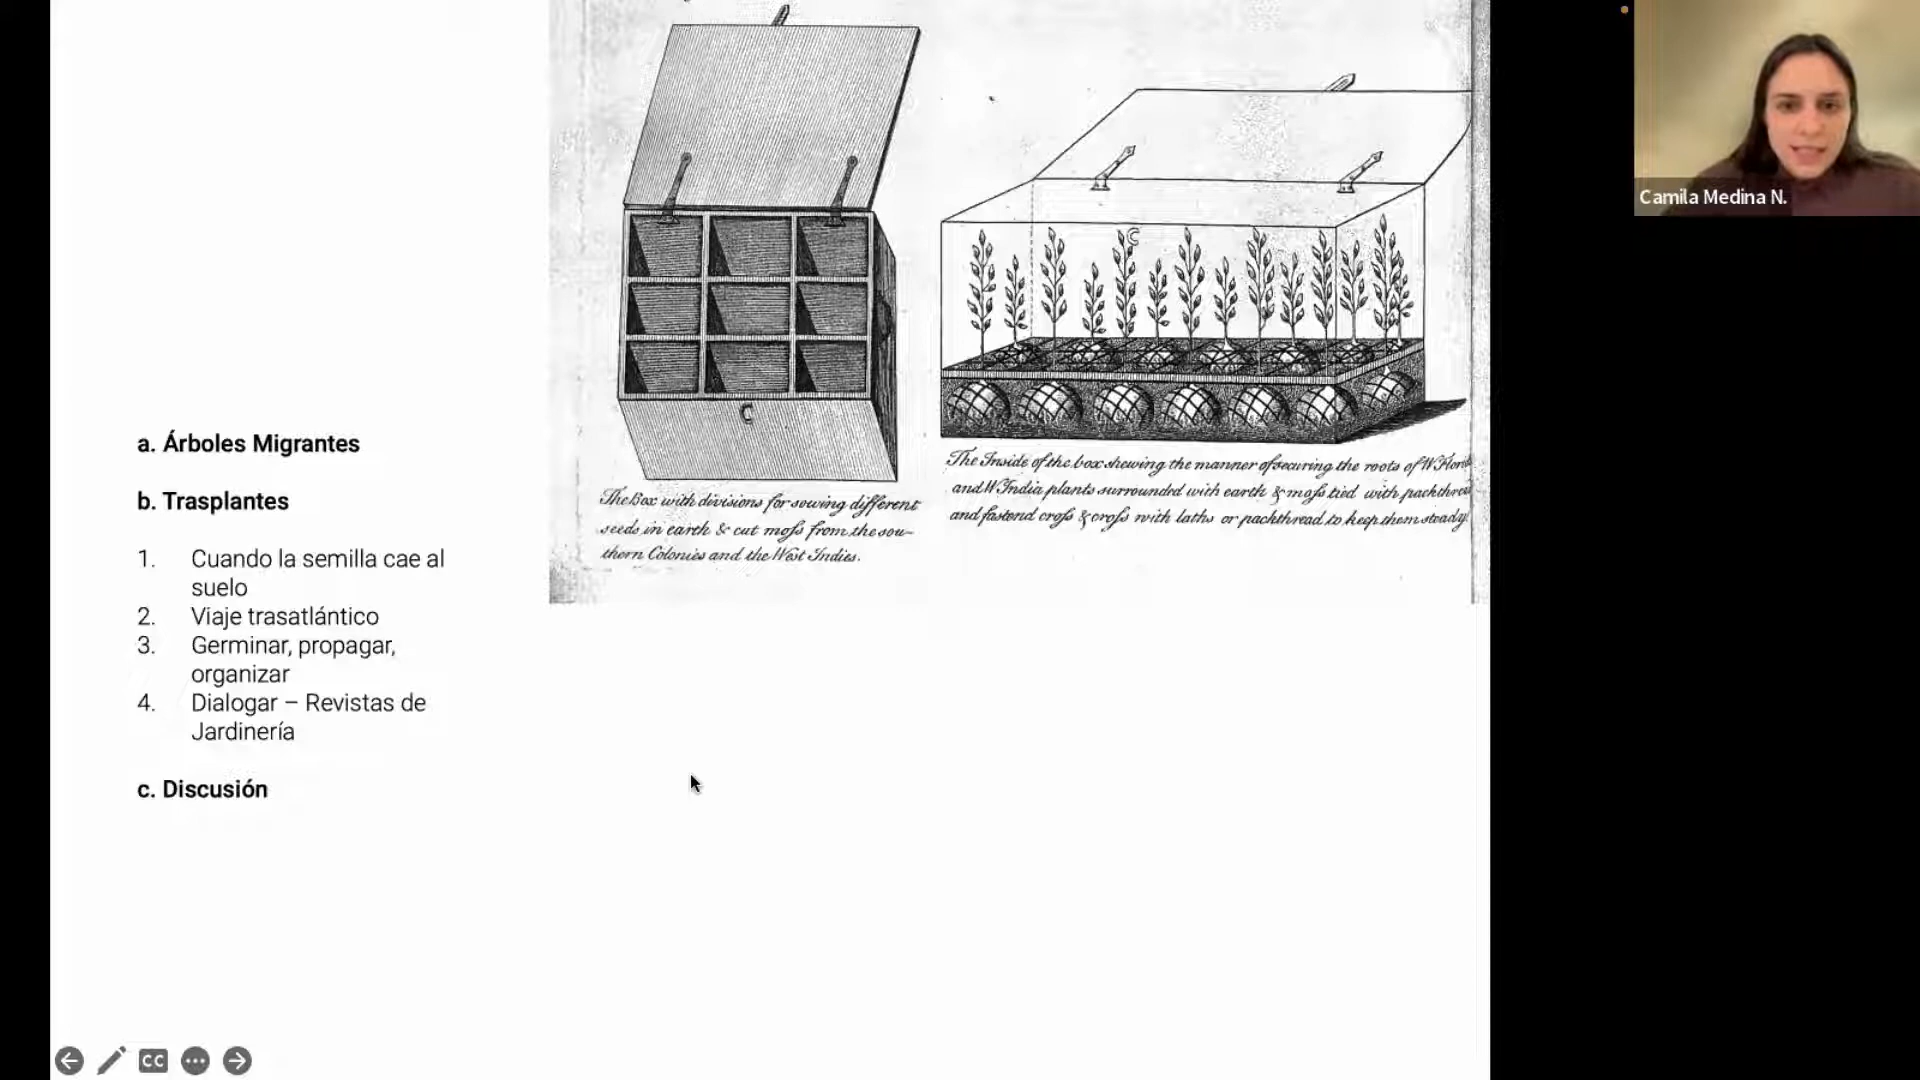 a. Árboles Migrantes
b. Trasplantes
1. Cuando la semilla cae al
suelo
2. Viaje trasatlántico
3. Germinar, propagar,
organizar
4. Dialogar – Revistas de
Jardinería
c. Discusión
The Box with divisions for sowing different
seeds in earth & cut moſs from the sou-
thern Colonies and the West Indies.
The Inside of the box shewing the manner of securing the roots of W. Flori
and W. India plants surrounded with earth & moſs tied with packthre
and fastend croſs & croſs with laths or packthread to keep them steady.
Camila Medina N.
CC